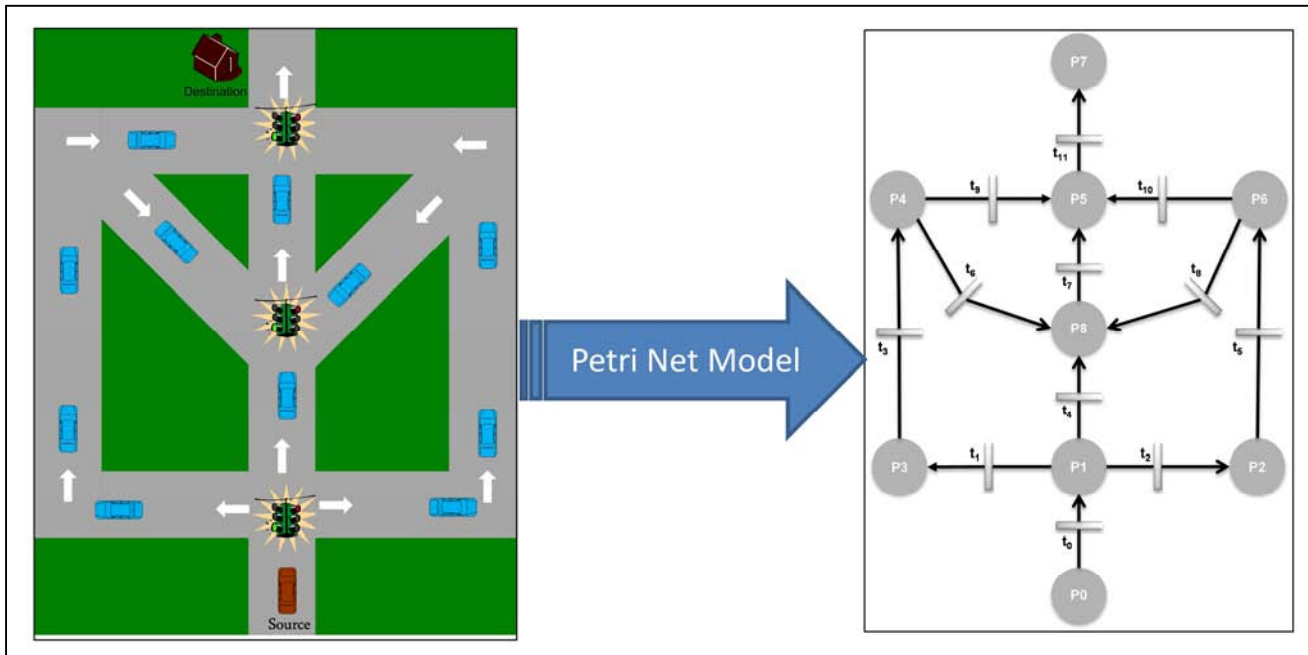 Destination
Source
Petri Net Model
P7
t₁₁
P4
t₉
P5
t₁₀
P6
t₆
t₇
t₈
P8
t₃
t₅
t₄
P3
t₁
P1
t₂
P2
t₀
P0